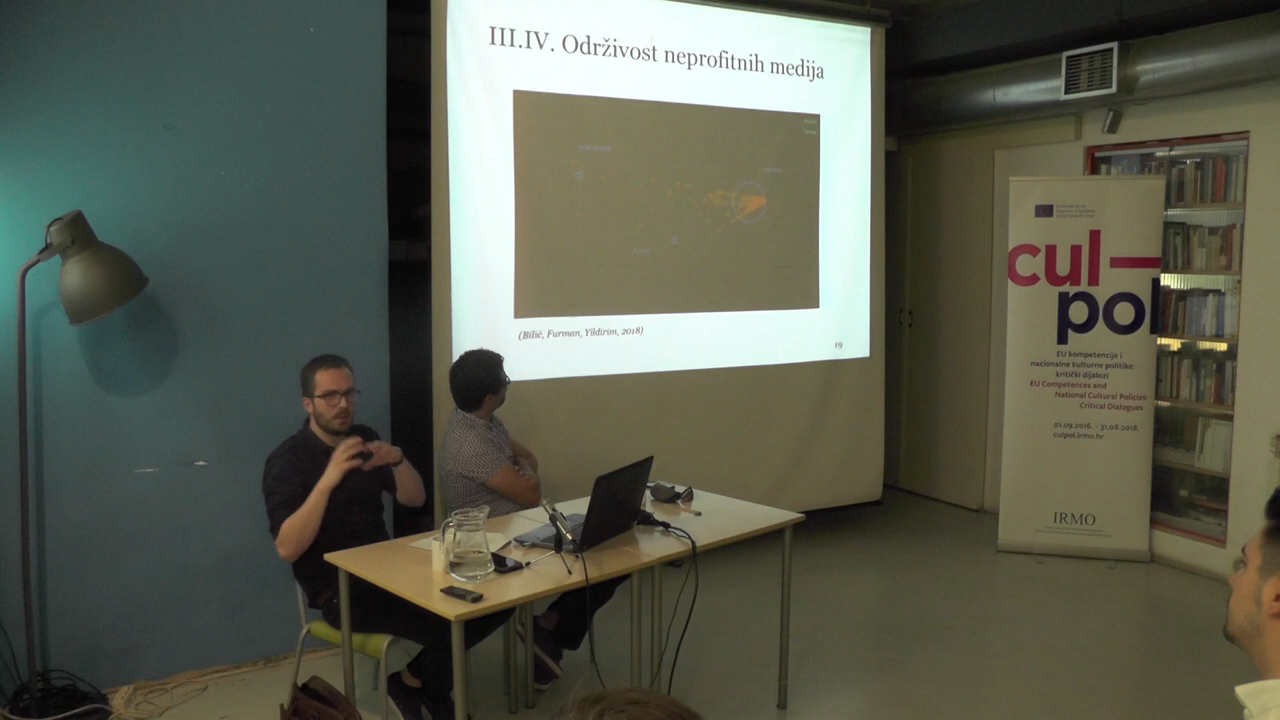 III.IV. Održivost neprofitnih medija
(Bilić, Furman, Yildirim, 2018)
19
cul—
pol
EU kompetencije i
nacionalne kulturne politike:
kritički dijalozi
EU Competences and
National Cultural Policies:
Critical Dialogues
01.09.2016. - 31.08.2018.
culpol.irmo.hr
IRMO